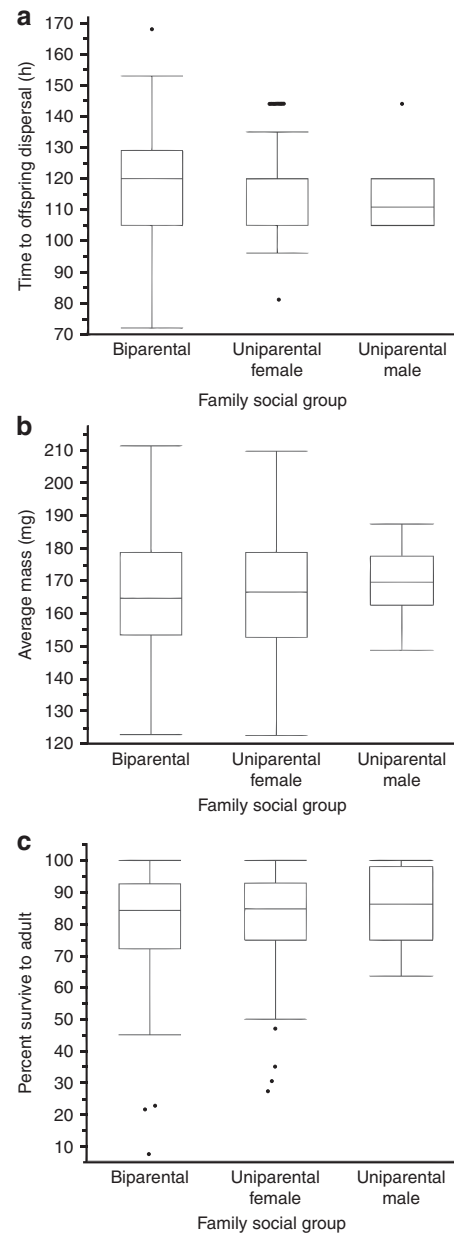 a
Time to offspring dispersal (h)
170
160
150
140
130
120
110
100
90
80
70
Biparental
Uniparental female
Uniparental male
Family social group
b
Average mass (mg)
210
200
190
180
170
160
150
140
130
120
Biparental
Uniparental female
Uniparental male
Family social group
c
Percent survive to adult
100
90
80
70
60
50
40
30
20
10
Biparental
Uniparental female
Uniparental male
Family social group